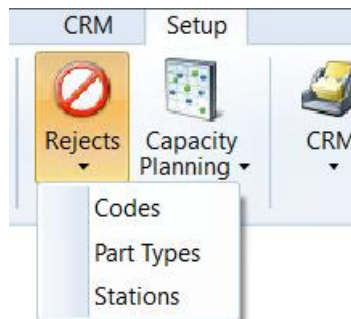 CRM Setup
Rejects Capacity Planning CRM
Codes
Part Types
Stations